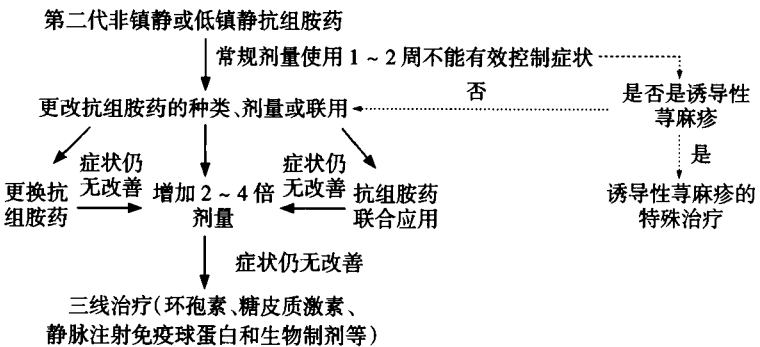 第二代非镇静或低镇静抗组胺药
常规剂量使用1～2周不能有效控制症状
否
是否是诱导性
荨麻疹
更改抗组胺药的种类、剂量或联用
是
症状仍
无改善
症状仍
无改善
更换抗
组胺药
增加2～4倍
剂量
抗组胺药
联合应用
诱导性荨麻疹的
特殊治疗
症状仍无改善
三线治疗(环孢素、糖皮质激素、
静脉注射免疫球蛋白和生物制剂等)